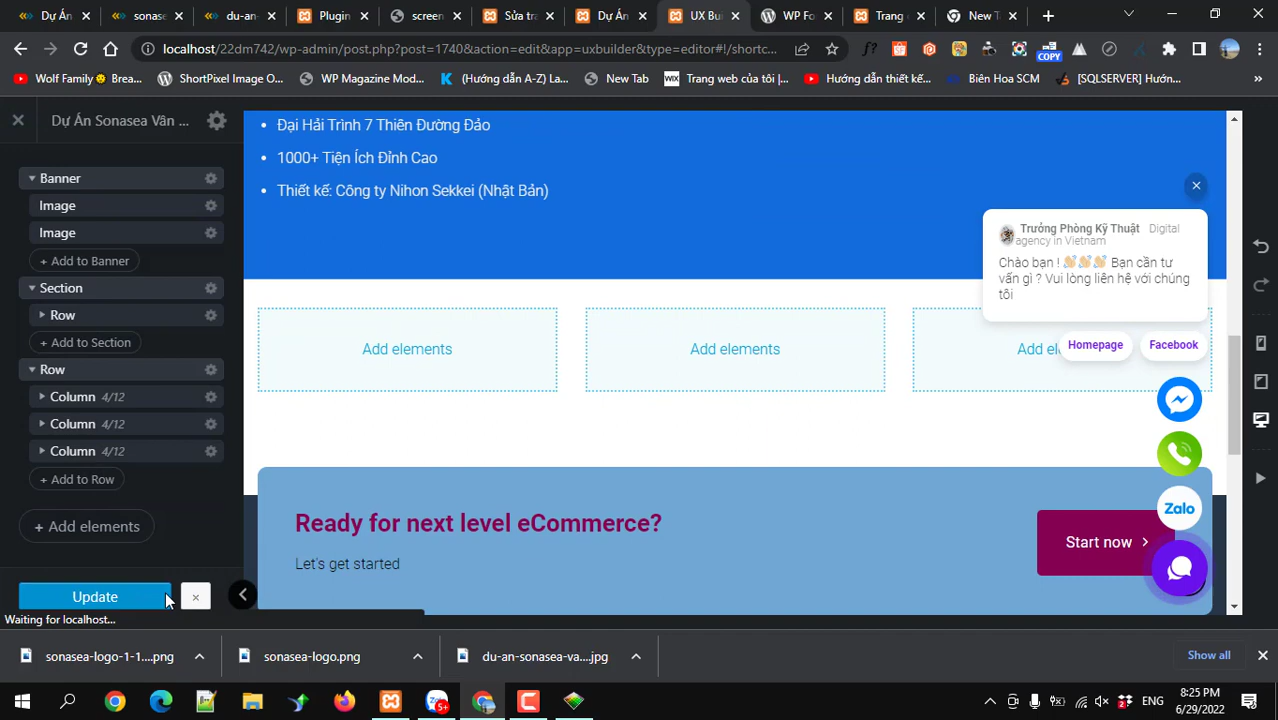 Dự Án
sonase
du-an-
Plugin
screen
Sửa tra
Dự Án
UX Bui
WP Fo
Trang
New T
localhost/22dm742/wp-admin/post.php?post=1740&action=edit&app=uxbuilder&type=editor#!/shortc...
COPY
Wolf Family🙂 Brea...
ShortPixel Image O...
WP Magazine Mod...
(Hướng dẫn A-Z) La...
New Tab
WIX
Trang web của tôi |...
Hướng dẫn thiết kế...
Biên Hoa SCM
[SQLSERVER] Hướn...
Dự Án Sonasea Vân ...
Banner
Image
Image
+ Add to Banner
Section
Row
+ Add to Section
Row
Column 4/12
Column 4/12
Column 4/12
+ Add to Row
+ Add elements
Update
Waiting for localhost...
Đại Hải Trình 7 Thiên Đường Đảo
1000+ Tiện Ích Đỉnh Cao
Thiết kế: Công ty Nihon Sekkei (Nhật Bản)
Add elements
Add elements
Add el
Trưởng Phòng Kỹ Thuật Digital
agency in Vietnam
Chào bạn ! 👋👋👋 Bạn cần tư
vấn gì ? Vui lòng liên hệ với chúng
tôi
Homepage
Facebook
Zalo
Ready for next level eCommerce?
Let's get started
Start now
sonasea-logo-1-1....png
sonasea-logo.png
du-an-sonasea-va....jpg
Show all
5+
ENG
8:25 PM
6/29/2022